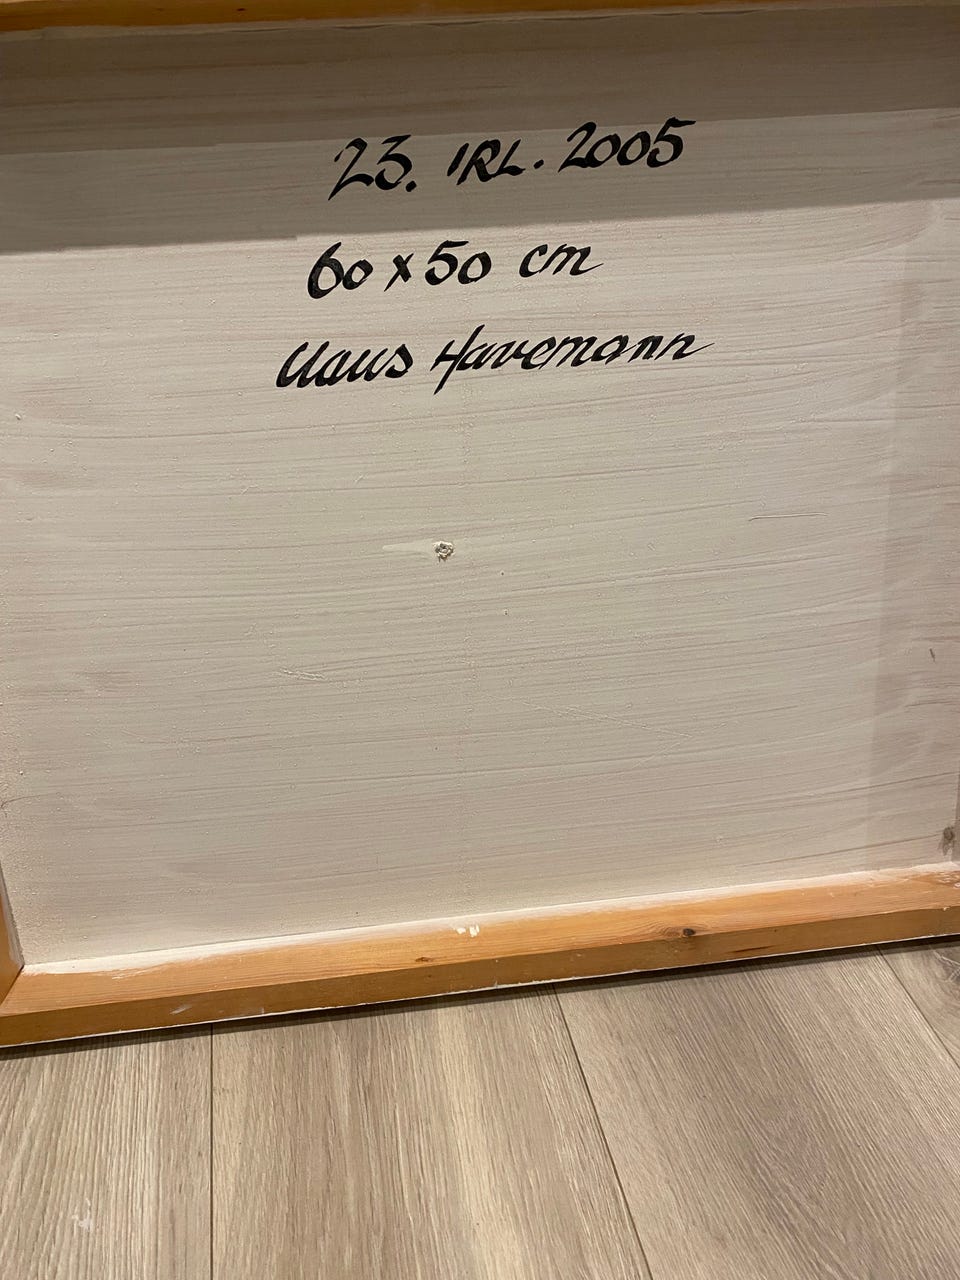 23. IRL. 2005
60 x 50 cm
Claus Havemann